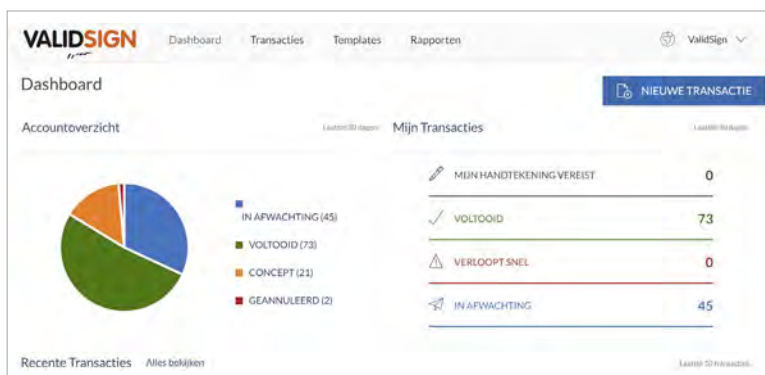 VALIDSIGN Dashboard Transacties Templates Rapporten ValidSign
Dashboard
NIEUWE TRANSACTIE
Accountoverzicht
Mijn Transacties
IN AFWACHTING (45)
VOLTOOID (73)
CONCEPT (21)
GEANNULEERD (2)
MIJN HANDTEKENING VEREIST 0
VOLTOOID 73
VERLOOPT SNEL 0
IN AFWACHTING 45
Recente Transacties Alles bekijken